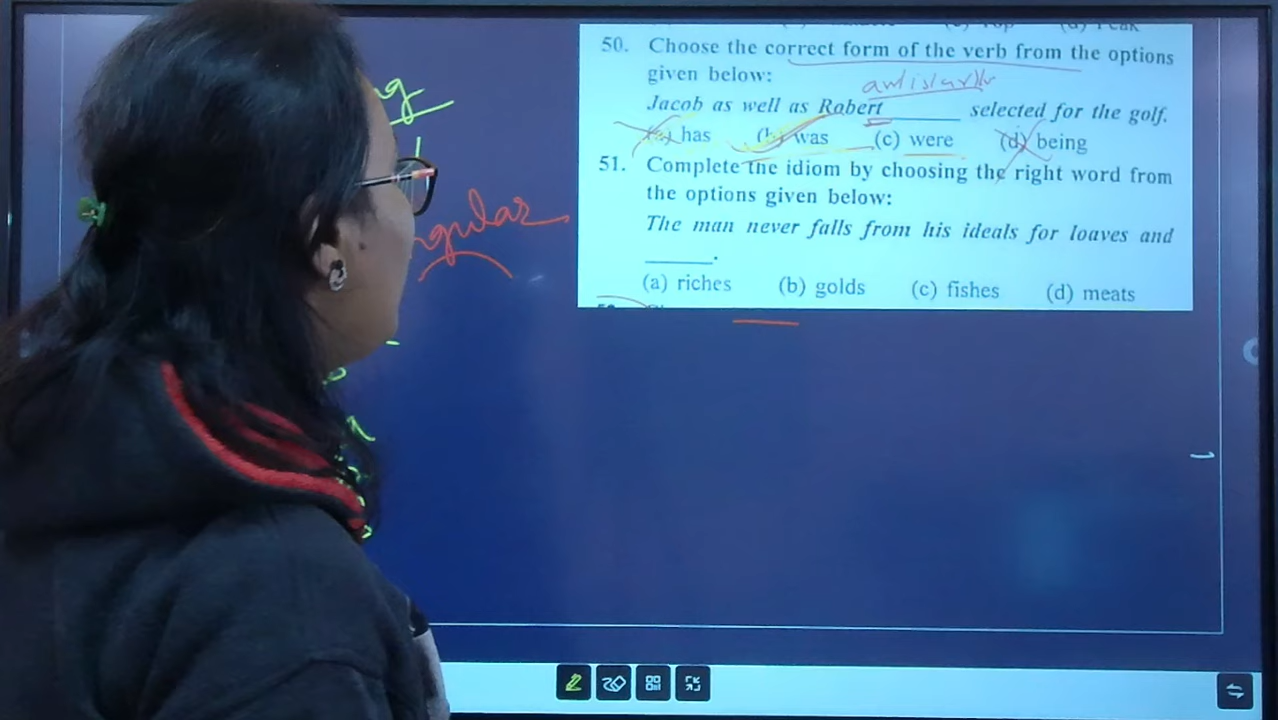 50. Choose the correct form of the verb from the options
given below:
Jacob as well as Robert ______ selected for the golf.
(a) has (b) was (c) were (d) being
51. Complete the idiom by choosing the right word from
the options given below:
The man never falls from his ideals for loaves and
______.
(a) riches (b) golds (c) fishes (d) meats
gular